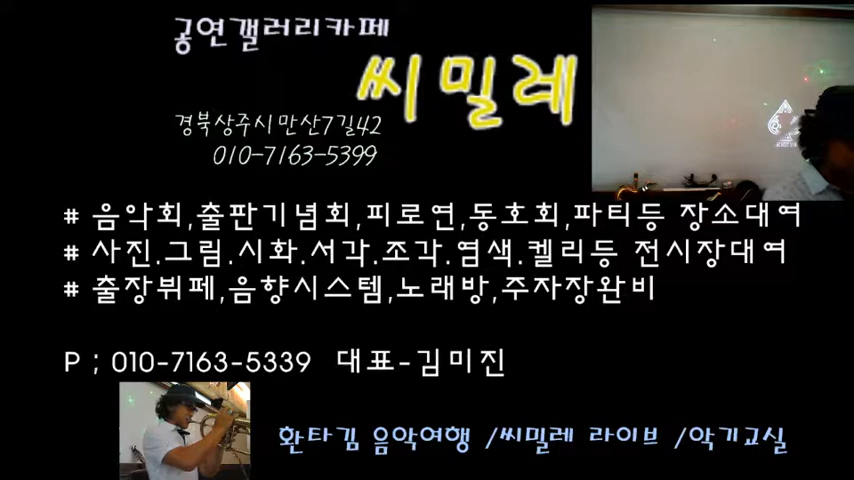 공연갤러리카페
씨밀레
경북상주시만산7길42
010-7163-5399
# 음악회,출판기념회,피로연,동호회,파티등 장소대여
# 사진.그림.시화.서각.조각.염색.켈리등 전시장대여
# 출장뷔페,음향시스템,노래방,주자장완비
P ; 010-7163-5339 대표-김미진
환타김 음악여행 /씨밀레 라이브 /악기교실